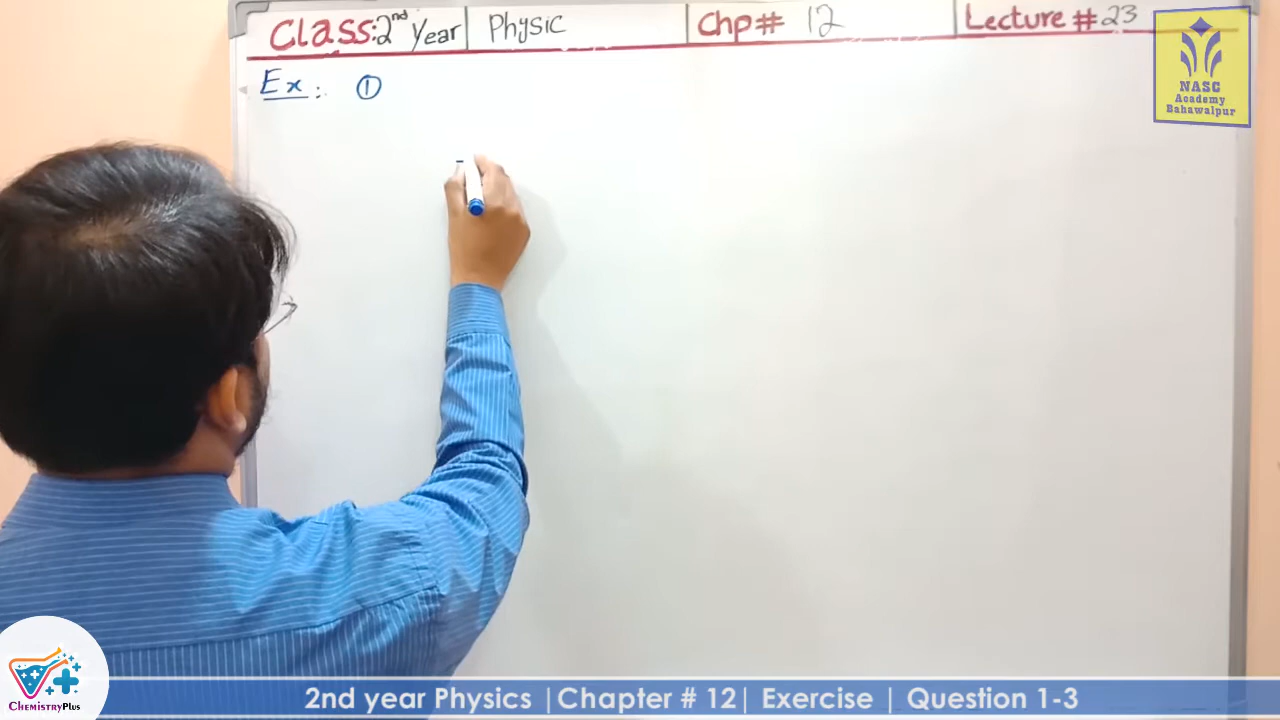 Class: 2nd Year Physic Chp# 12 Lecture # 23
Ex: ①
NASC
Academy
Bahawalpur
ChemistryPlus
2nd year Physics |Chapter # 12| Exercise | Question 1-3